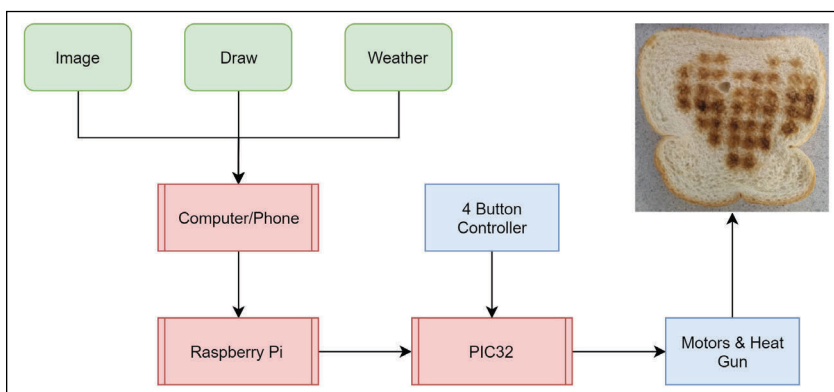 Image
Draw
Weather
Computer/Phone
4 Button
Controller
Raspberry Pi
PIC32
Motors & Heat
Gun